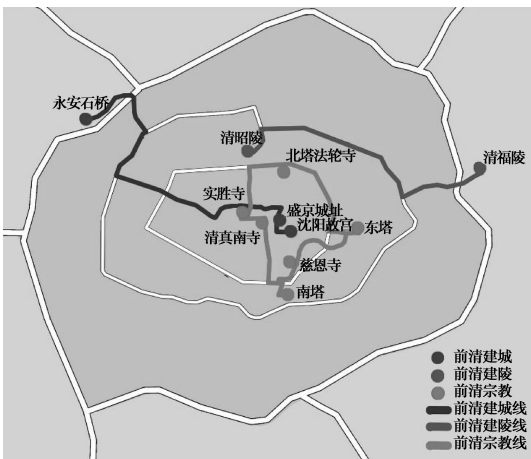 永安石桥
清昭陵
北塔法轮寺
清福陵
实胜寺
盛京城址
沈阳故宫
东塔
清真南寺
慈恩寺
南塔
前清建城
前清建陵
前清宗教
前清建城线
前清建陵线
前清宗教线